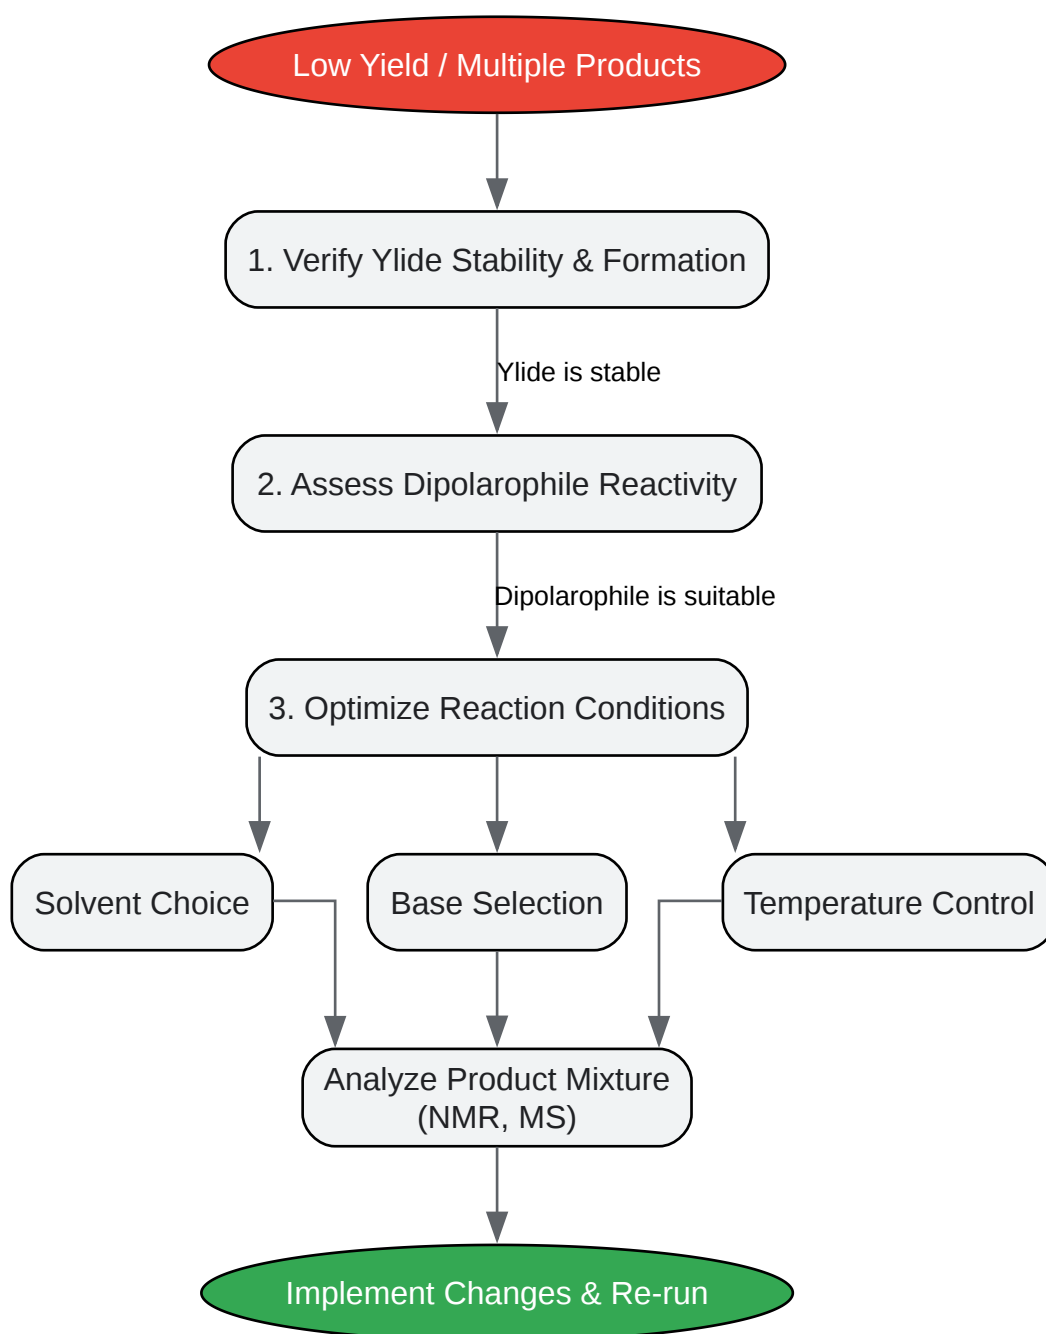 Low Yield / Multiple Products
1. Verify Ylide Stability & Formation
Ylide is stable
2. Assess Dipolarophile Reactivity
Dipolarophile is suitable
3. Optimize Reaction Conditions
Solvent Choice
Base Selection
Temperature Control
Analyze Product Mixture
(NMR, MS)
Implement Changes & Re-run